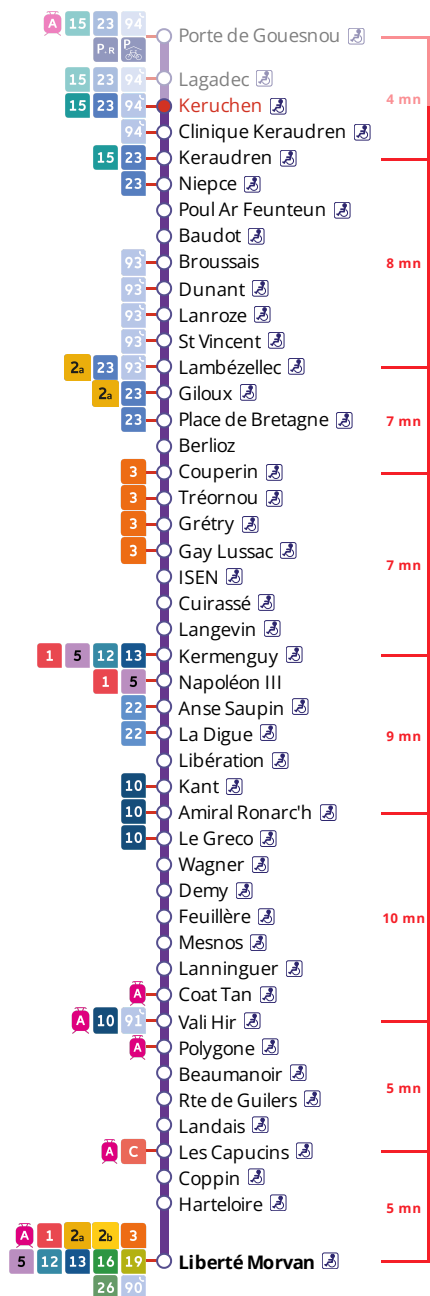 A 15 23 94 Porte de Gouesnou
P+R P
15 23 94 Lagadec
4 mn
15 23 94 Keruchen
94 Clinique Keraudren
15 23 Keraudren
23 Niepce
Poul Ar Feunteun
Baudot
93 Broussais
8 mn
93 Dunant
93 Lanroze
93 St Vincent
2a 23 93 Lambézellec
2a 23 Giloux
23 Place de Bretagne
7 mn
Berlioz
3 Couperin
3 Tréornou
3 Grétry
3 Gay Lussac
7 mn
ISEN
Cuirassé
Langevin
1 5 12 13 Kermenguy
1 5 Napoléon III
22 Anse Saupin
22 La Digue
9 mn
Libération
10 Kant
10 Amiral Ronarc'h
10 Le Greco
Wagner
Demy
Feuillère
10 mn
Mesnos
Lanninguer
A Coat Tan
A 10 91 Vali Hir
A Polygone
Beaumanoir
5 mn
Rte de Guilers
Landais
A C Les Capucins
Coppin
Harteloire
5 mn
A 1 2a 2b 3
5 12 13 16 19 Liberté Morvan
26 90